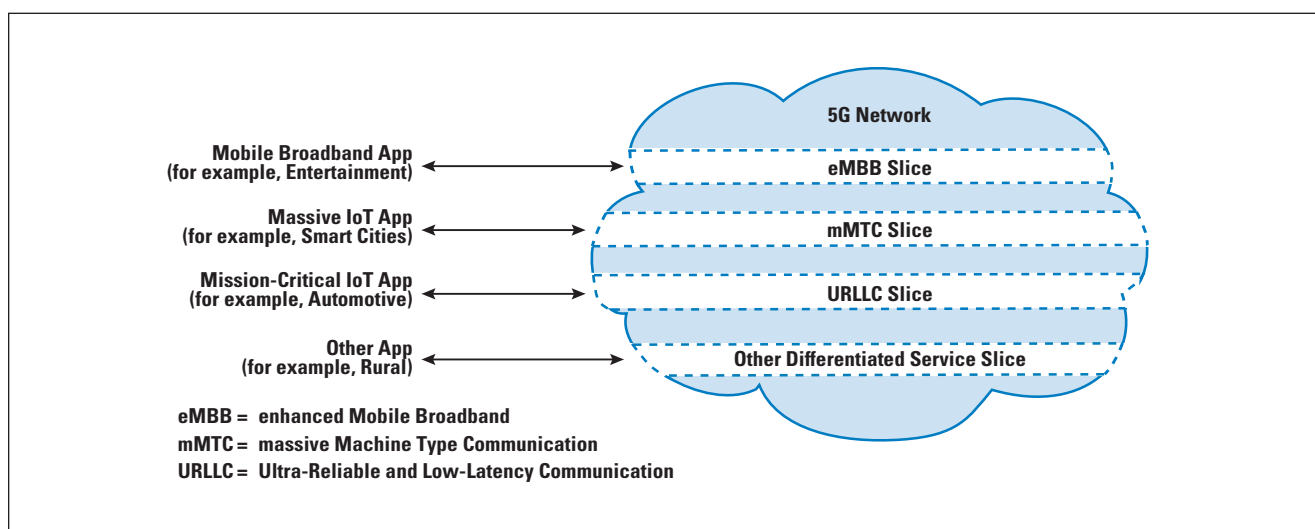 5G Network
Mobile Broadband App
(for example, Entertainment)
eMBB Slice
Massive IoT App
(for example, Smart Cities)
mMTC Slice
Mission-Critical IoT App
(for example, Automotive)
URLLC Slice
Other App
(for example, Rural)
Other Differentiated Service Slice
eMBB = enhanced Mobile Broadband
mMTC = massive Machine Type Communication
URLLC = Ultra-Reliable and Low-Latency Communication